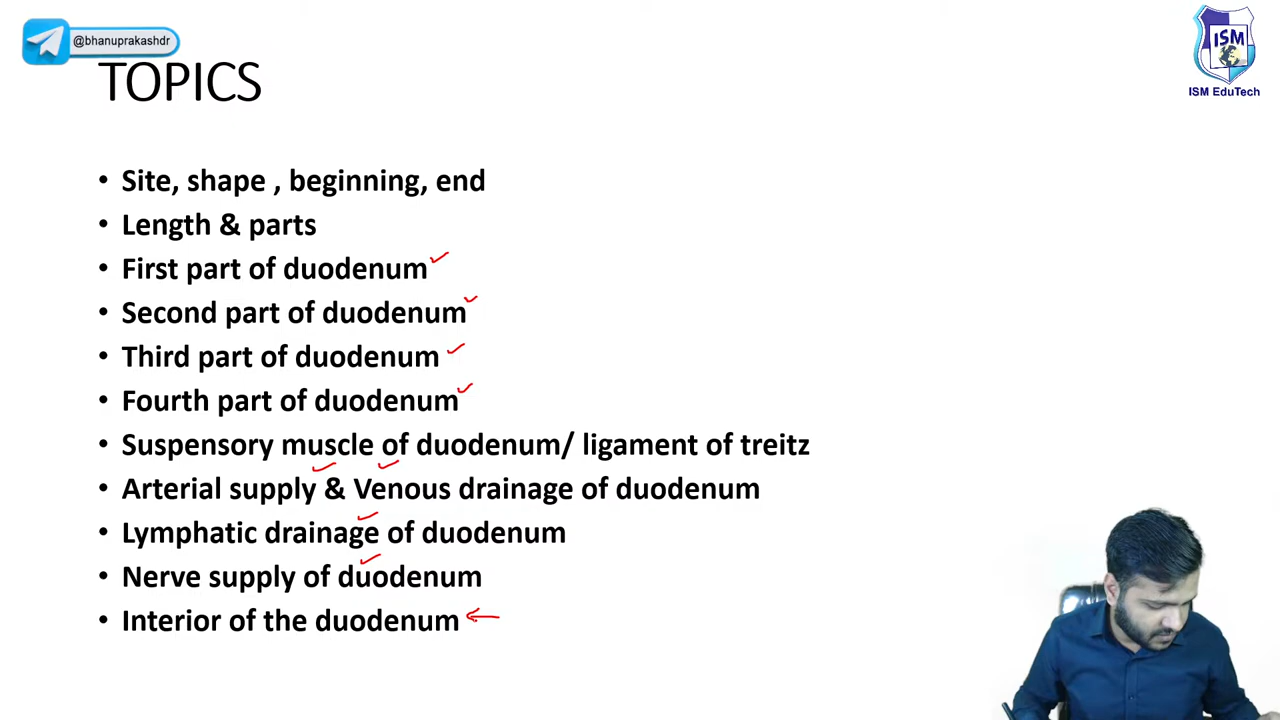 @bhanuprakashdr
ISM
ISM EduTech
TOPICS
• Site, shape , beginning, end
• Length & parts
• First part of duodenum
• Second part of duodenum
• Third part of duodenum
• Fourth part of duodenum
• Suspensory muscle of duodenum/ ligament of treitz
• Arterial supply & Venous drainage of duodenum
• Lymphatic drainage of duodenum
• Nerve supply of duodenum
• Interior of the duodenum